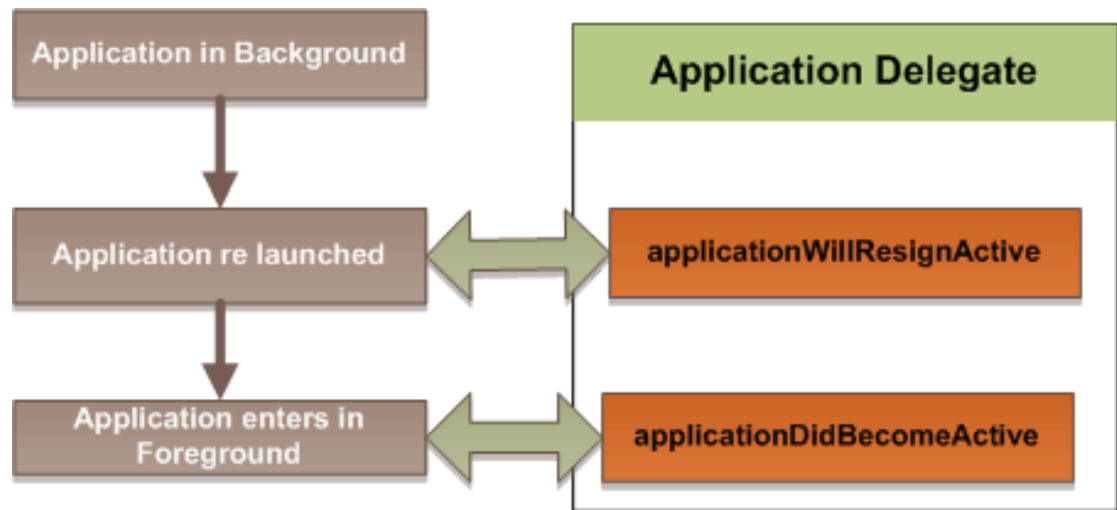 Application in Background
Application Delegate
Application re launched
applicationWillResignActive
Application enters in
Foreground
applicationDidBecomeActive